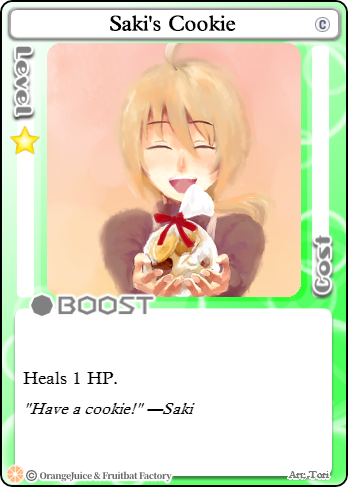 Saki's Cookie
C
Level
Cost
BOOST
Heals 1 HP.
"Have a cookie!" —Saki
© OrangeJuice & Fruitbat Factory
Art: Tori